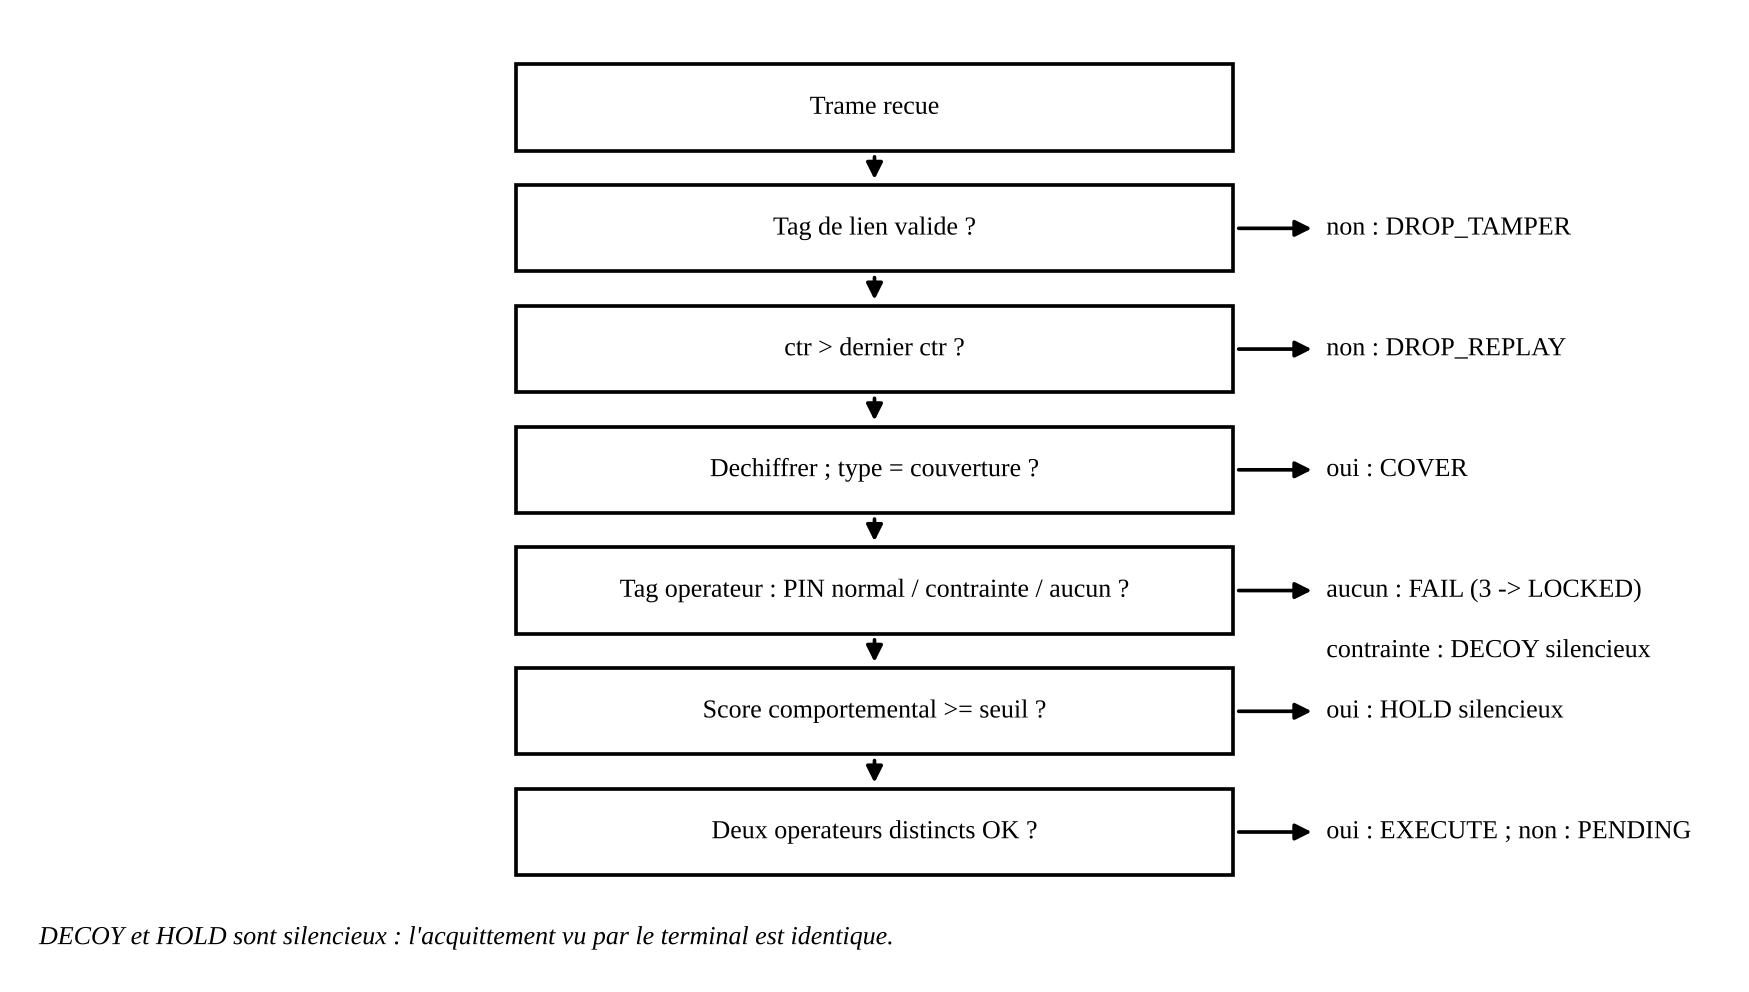 Trame recue
Tag de lien valide ?
non : DROP_TAMPER
ctr > dernier ctr ?
non : DROP_REPLAY
Dechiffrer ; type = couverture ?
oui : COVER
Tag operateur : PIN normal / contrainte / aucun ?
aucun : FAIL (3 -> LOCKED)
contrainte : DECOY silencieux
Score comportemental >= seuil ?
oui : HOLD silencieux
Deux operateurs distincts OK ?
oui : EXECUTE ; non : PENDING
DECOY et HOLD sont silencieux : l'acquittement vu par le terminal est identique.